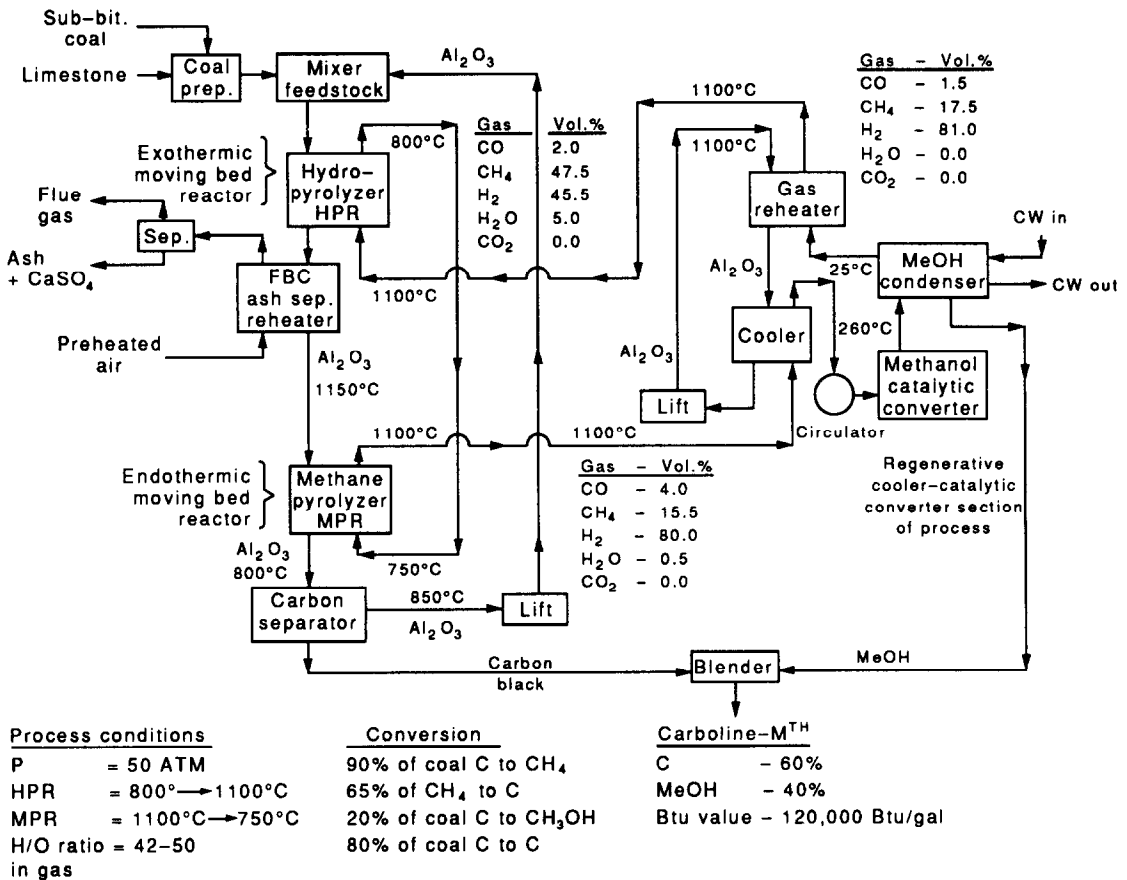 Sub-bit.
coal
Limestone
Coal
prep.
Mixer
feedstock
Al2O3
Exothermic
moving bed
reactor
Hydro-
pyrolyzer
HPR
800°C
Gas Vol.%
CO 2.0
CH4 47.5
H2 45.5
H2O 5.0
CO2 0.0
1100°C
1100°C
Gas – Vol.%
CO – 1.5
CH4 – 17.5
H2 – 81.0
H2O – 0.0
CO2 – 0.0
Gas
reheater
Flue
gas
Sep.
Ash
+ CaSO4
FBC
ash sep.
reheater
1100°C
Preheated
air
Al2O3
1150°C
Al2O3
25°C
MeOH
condenser
CW in
CW out
Cooler
260°C
Al2O3
Lift
Methanol
catalytic
converter
Circulator
1100°C
1100°C
Endothermic
moving bed
reactor
Methane
pyrolyzer
MPR
Gas – Vol.%
CO – 4.0
CH4 – 15.5
H2 – 80.0
H2O – 0.5
CO2 – 0.0
Regenerative
cooler–catalytic
converter section
of process
Al2O3
800°C
750°C
Carbon
separator
850°C
Al2O3
Lift
Carbon
black
Blender
MeOH
Process conditions
P = 50 ATM
HPR = 800°→1100°C
MPR = 1100°C→750°C
H/O ratio = 42–50
in gas
Conversion
90% of coal C to CH4
65% of CH4 to C
20% of coal C to CH3OH
80% of coal C to C
Carboline–MTH
C – 60%
MeOH – 40%
Btu value – 120,000 Btu/gal